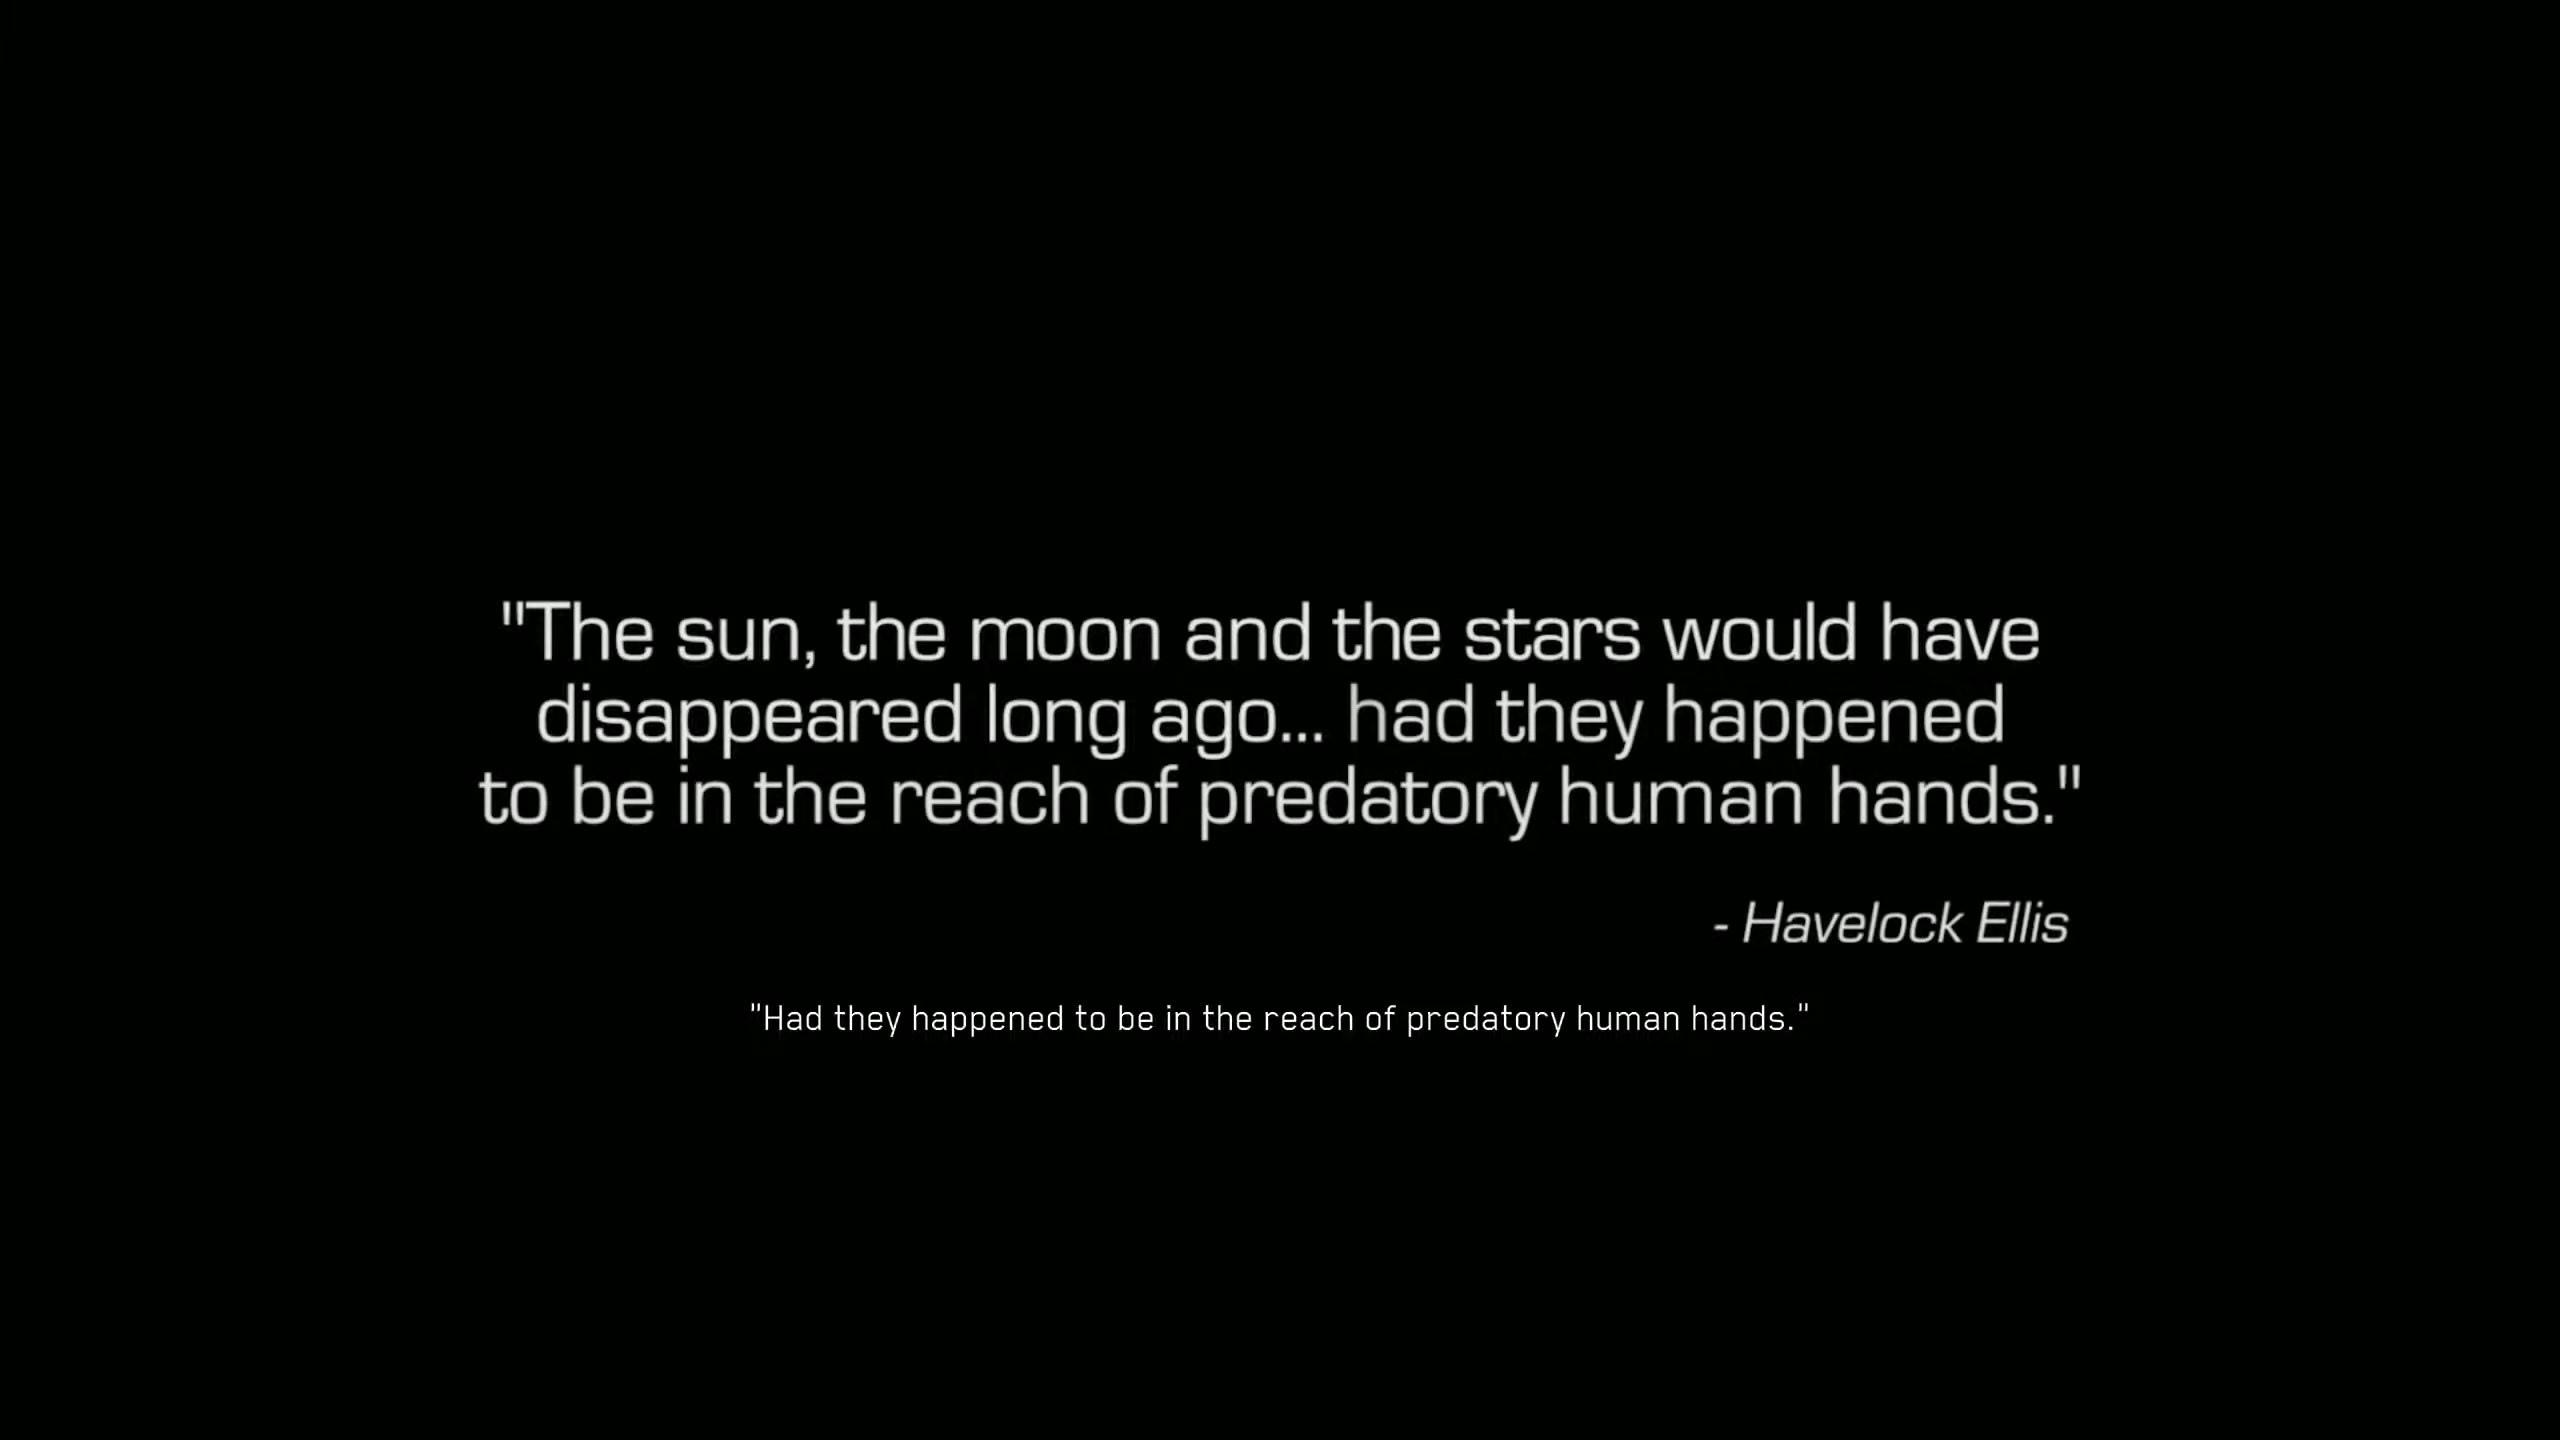 "The sun, the moon and the stars would have
disappeared long ago... had they happened
to be in the reach of predatory human hands."
- Havelock Ellis
"Had they happened to be in the reach of predatory human hands."